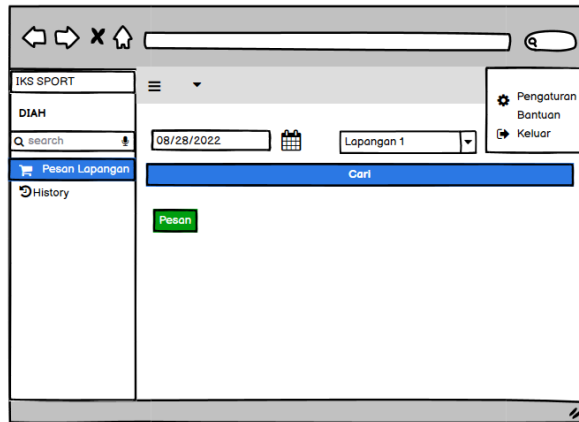 IKS SPORT
DIAH
search
Pesan Lapangan
History
Pengaturan
Bantuan
Keluar
08/28/2022
Lapangan 1
Cari
Pesan